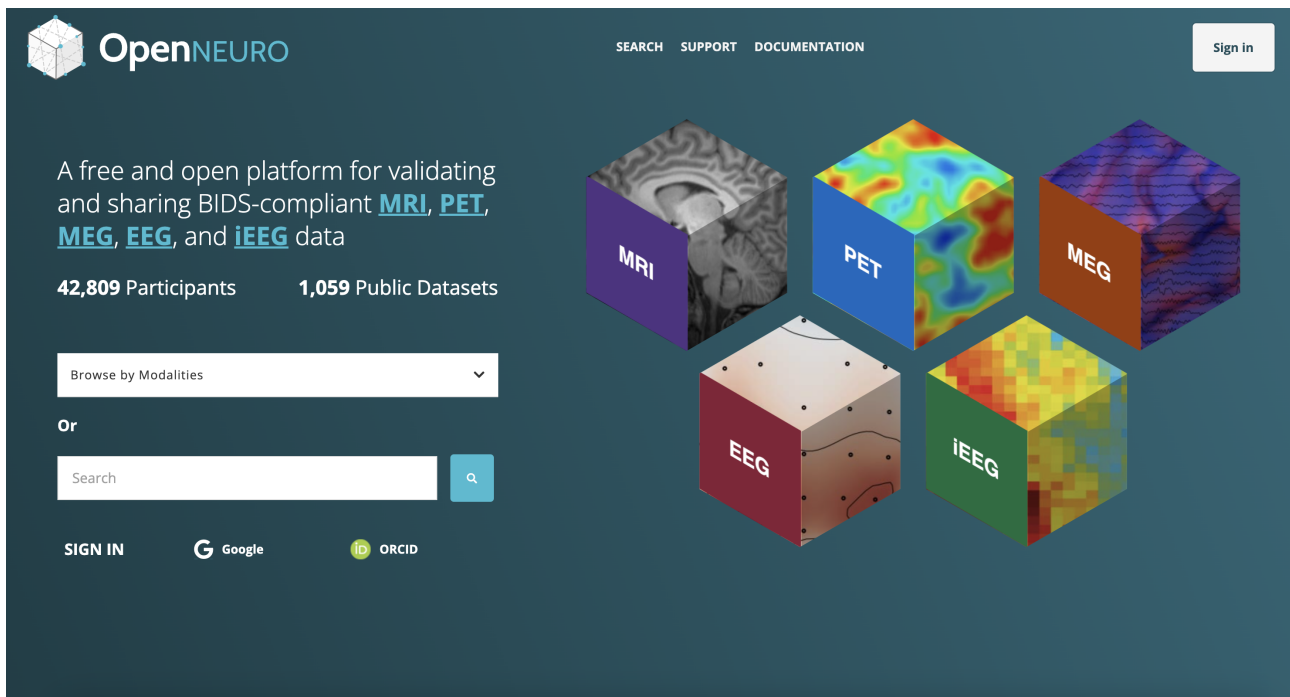 OpenNEURO
SEARCH SUPPORT DOCUMENTATION
Sign in
A free and open platform for validating
and sharing BIDS-compliant MRI, PET,
MEG, EEG, and iEEG data
42,809 Participants 1,059 Public Datasets
Browse by Modalities
Or
Search
SIGN IN G Google iD ORCID
MRI
PET
MEG
EEG
iEEG